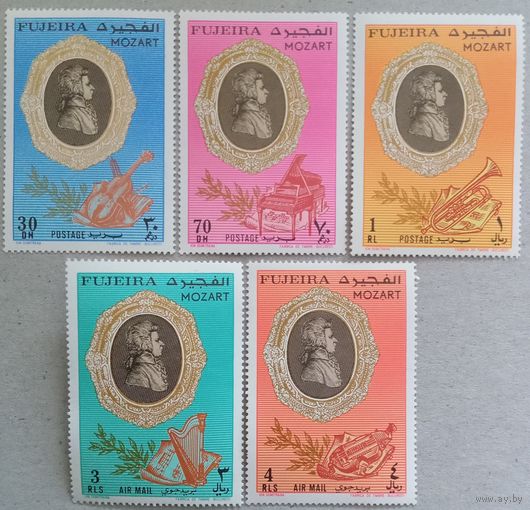 FUJEIRA الفجيرة
MOZART
30 DH POSTAGE بريد ٣٠
FUJEIRA الفجيرة
MOZART
70 DH POSTAGE بريد ٧٠
FUJEIRA الفجيرة
MOZART
1 RL POSTAGE بريد ١ ريال
FUJEIRA الفجيرة
MOZART
3 RLS AIR MAIL بريد جوي ٣ ريال
FUJEIRA الفجيرة
MOZART
4 RLS AIR MAIL بريد جوي ٤ ريال
www.ay.by